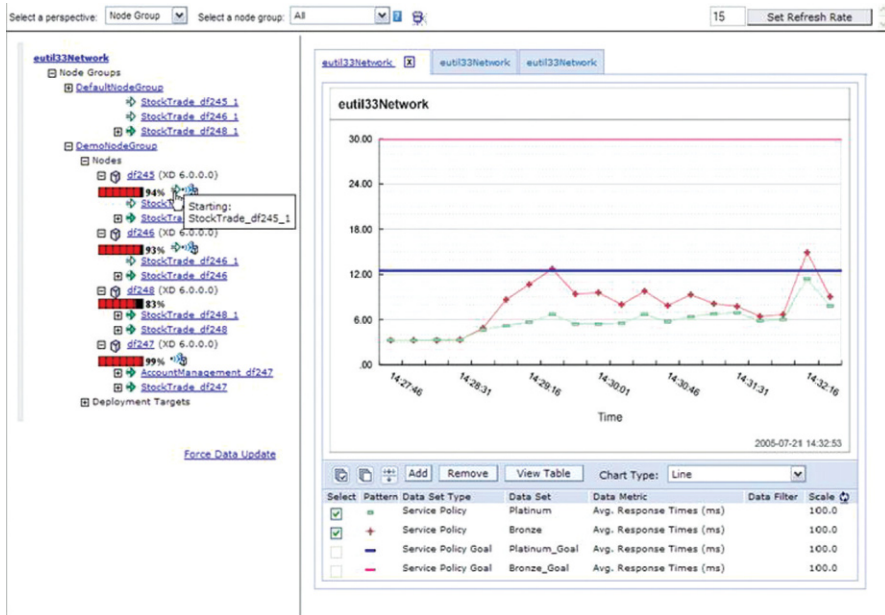 Select a perspective: Node Group Select a node group: All 15 Set Refresh Rate
eutil33Network
Node Groups
DefaultNodeGroup
StockTrade_df245_1
StockTrade_df246_1
StockTrade_df248_1
DemoNodeGroup
Nodes
df245 (XD 6.0.0.0)
94%
Starting:
StockTrade_df245_1
StockTra
df246 (XD 6.0.0.0)
93%
StockTrade_df246_1
StockTrade_df246
df248 (XD 6.0.0.0)
83%
StockTrade_df248_1
StockTrade_df248
df247 (XD 6.0.0.0)
99%
AccountManagement_df247
StockTrade_df247
Deployment Targets
Force Data Update
eutil33Network X eutil33Network eutil33Network
eutil33Network
30.00
24.00
18.00
12.00
6.00
.00
14:27:46 14:28:31 14:29:16 14:30:01 14:30:46 14:31:31 14:32:16
Time
2005-07-21 14:32:53
Add Remove View Table Chart Type: Line
Select Pattern Data Set Type Data Set Data Metric Data Filter Scale
Service Policy Platinum Avg. Response Times (ms) 100.0
Service Policy Bronze Avg. Response Times (ms) 100.0
Service Policy Goal Platinum_Goal Avg. Response Times (ms) 100.0
Service Policy Goal Bronze_Goal Avg. Response Times (ms) 100.0